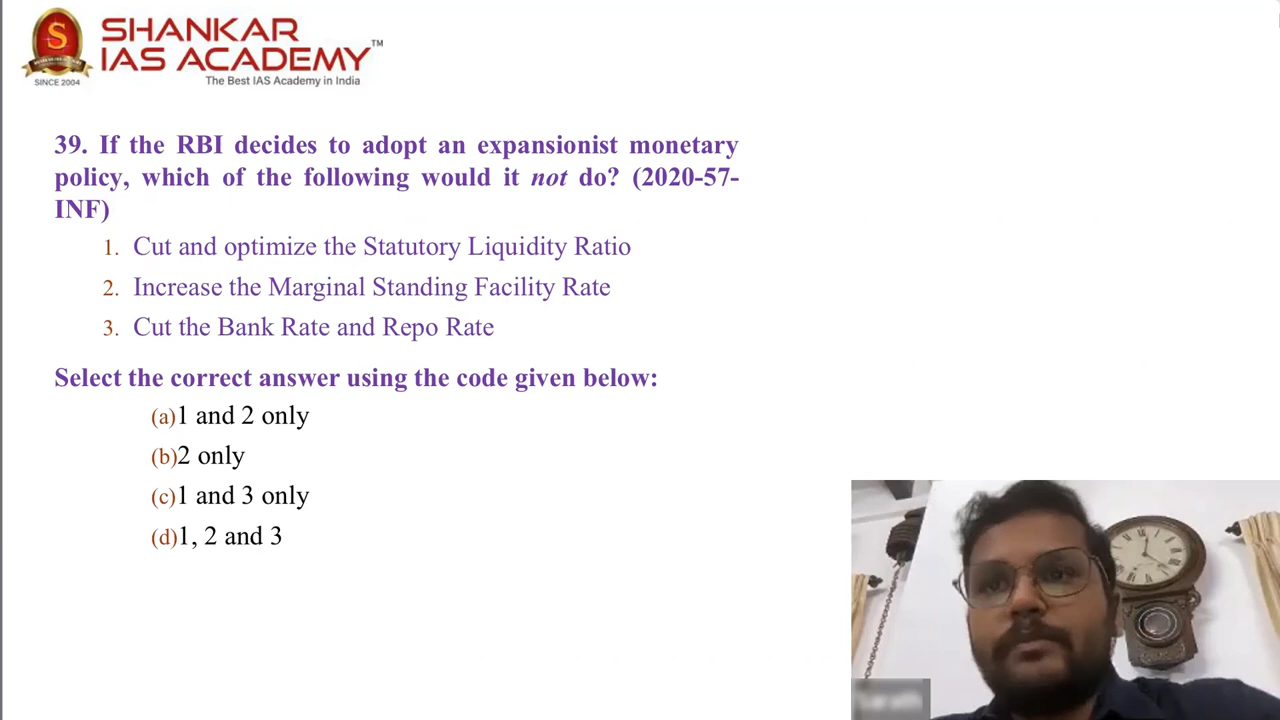 SHANKAR
IAS ACADEMY™
The Best IAS Academy in India
SINCE 2004
39. If the RBI decides to adopt an expansionist monetary
policy, which of the following would it not do? (2020-57-
INF)
1. Cut and optimize the Statutory Liquidity Ratio
2. Increase the Marginal Standing Facility Rate
3. Cut the Bank Rate and Repo Rate
Select the correct answer using the code given below:
(a)1 and 2 only
(b)2 only
(c)1 and 3 only
(d)1, 2 and 3